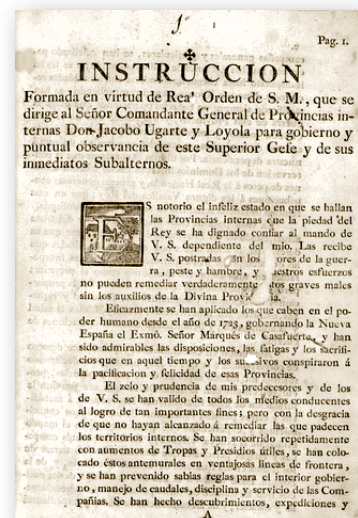 Pag. 1.
INSTRUCCION
Formada en virtud de Rea' Orden de S. M., que se
dirige al Señor Comandante General de Provincias in-
ternas Don Jacobo Ugarte y Loyola para gobierno y
puntual observancia de este Superior Gefe y de sus
inmediatos Subalternos.
ES notorio el infeliz estado en que se hallan
las Provincias internas que la piedad del
Rey se ha dignado confiar al mando de
V. S. dependiente del mio. Las recibe
V. S. postradas con los ores de la guer-
ra, peste y hambre, y estros esfuerzos
no pueden remediar verdaderamente tos graves males
sin los auxilios de la Divina Provi ia.
Eficazmente se han aplicado los que caben en el po-
der humano desde el año de 1723, gobernando la Nueva
España el Exmô. Señor Marqués de Casafuerte, y han
sido admirables las disposiciones, las fatigas y los sacrifi-
cios que en aquel tiempo y los su sivos conspiraron á
la pacificacion y felicidad de esas Provincias.
El zelo y prudencia de mis predecesores y de los
de V. S. se han valido de todos los medios conducentes
al logro de tan importantes fines; pero con la desgracia
de que no hayan alcanzado á remediar las que padecen
los territorios internos. Se han socorrido repetidamente
con aumentos de Tropas y Presidios útiles, se han colo-
cado éstos antemurales en ventajosas lineas de frontera,
y se han prevenido sabias reglas para el interior gobier-
no, manejo de caudales, disciplina y servicio de las Com-
pañias. Se han hecho descubrimientos, expediciones y
A